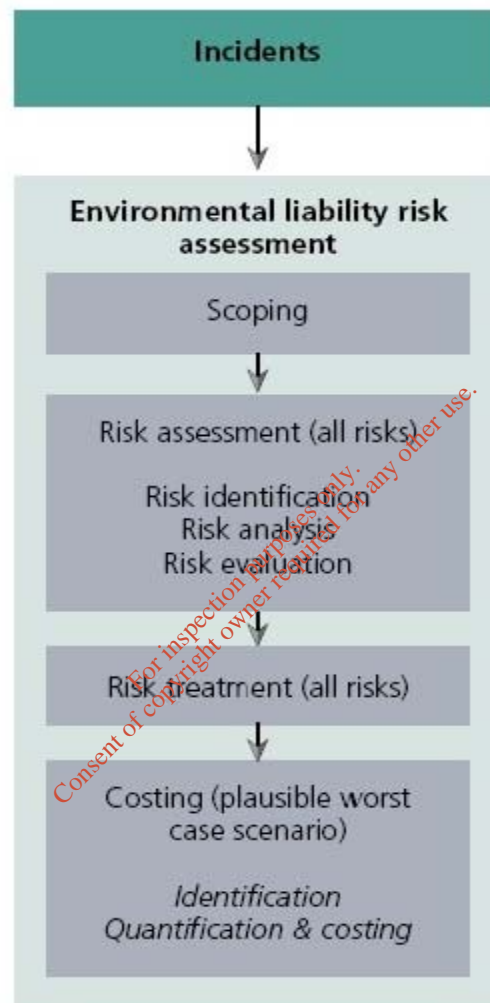 Incidents
Environmental liability risk
assessment
Scoping
Risk assessment (all risks)
Risk identification
Risk analysis
Risk evaluation
Risk treatment (all risks)
Costing (plausible worst
case scenario)
Identification
Quantification & costing
For inspection purposes only.
Consent of copyright owner required for any other use.